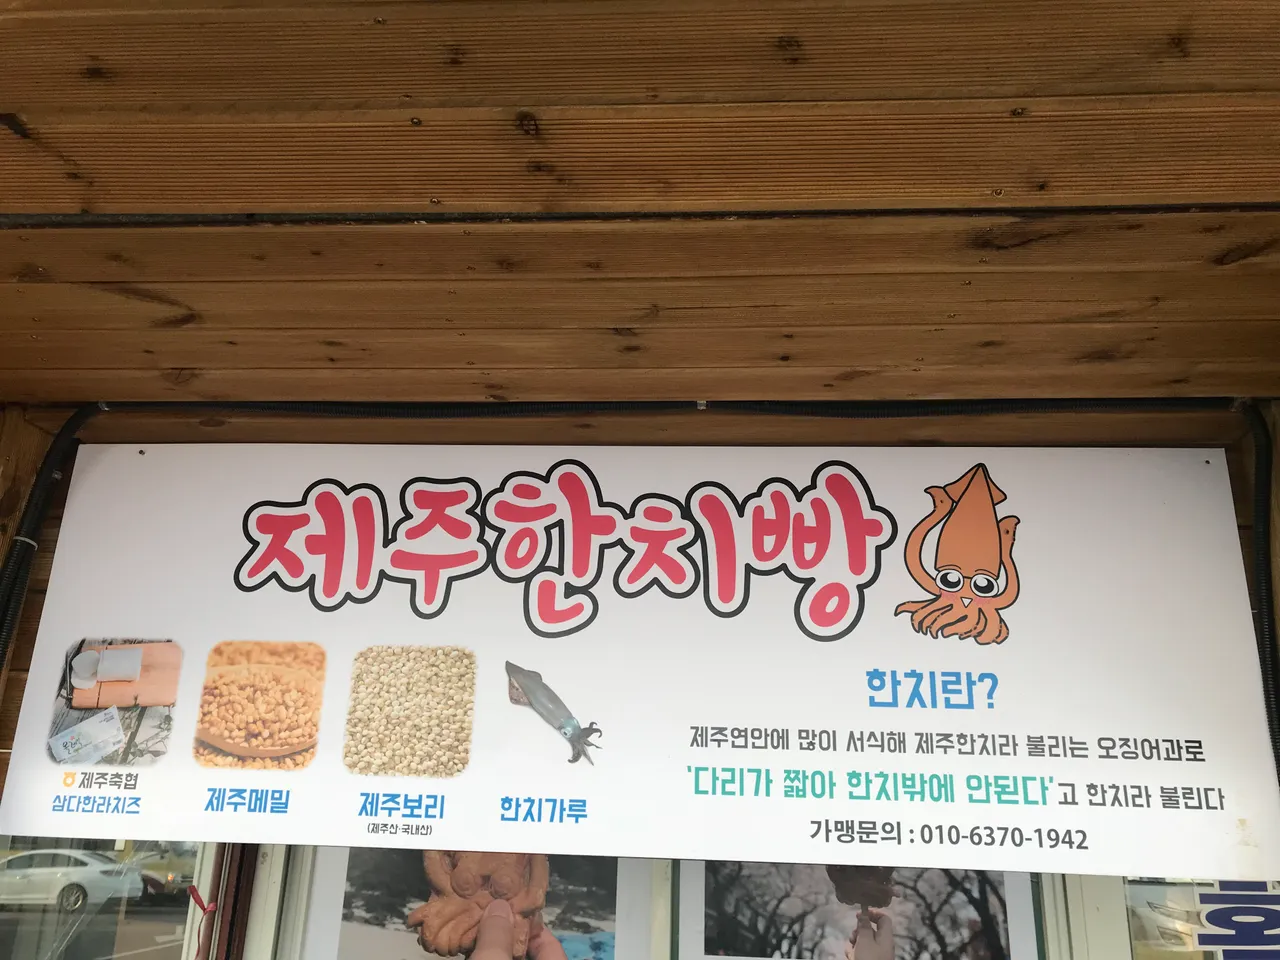 제주한치빵
한치란?
제주연안에 많이 서식해 제주한치라 불리는 오징어과로
'다리가 짧아 한치밖에 안된다'고 한치라 불린다
가맹문의 : 010-6370-1942
제주축협
삼다한라치즈
제주메밀
제주보리
(제주산·국내산)
한치가루